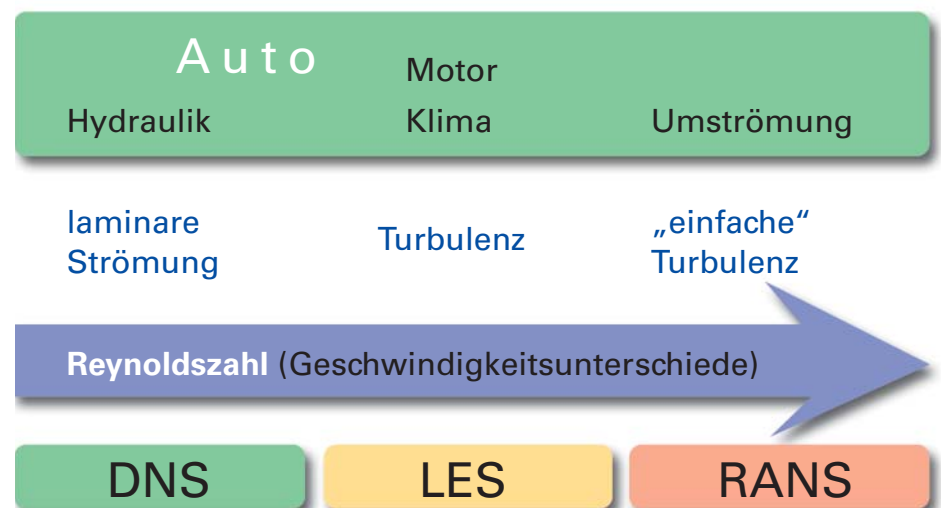 Auto
Motor
Hydraulik Klima Umströmung
laminare
Strömung
Turbulenz
„einfache“
Turbulenz
Reynoldszahl (Geschwindigkeitsunterschiede)
DNS LES RANS